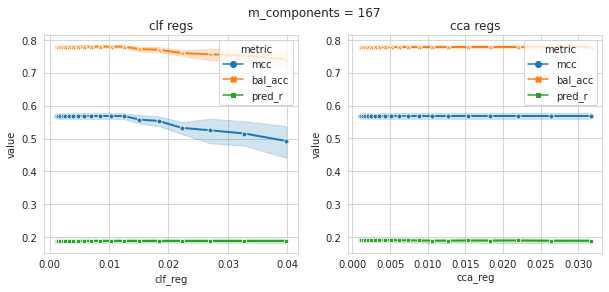 m_components = 167
clf regs
cca regs
0.8
0.7
0.6
0.5
0.4
0.3
0.2
value
metric
mcc
bal_acc
pred_r
0.00
0.01
0.02
0.03
0.04
clf_reg
0.8
0.7
0.6
0.5
0.4
0.3
0.2
value
metric
mcc
bal_acc
pred_r
0.000
0.005
0.010
0.015
0.020
0.025
0.030
cca_reg